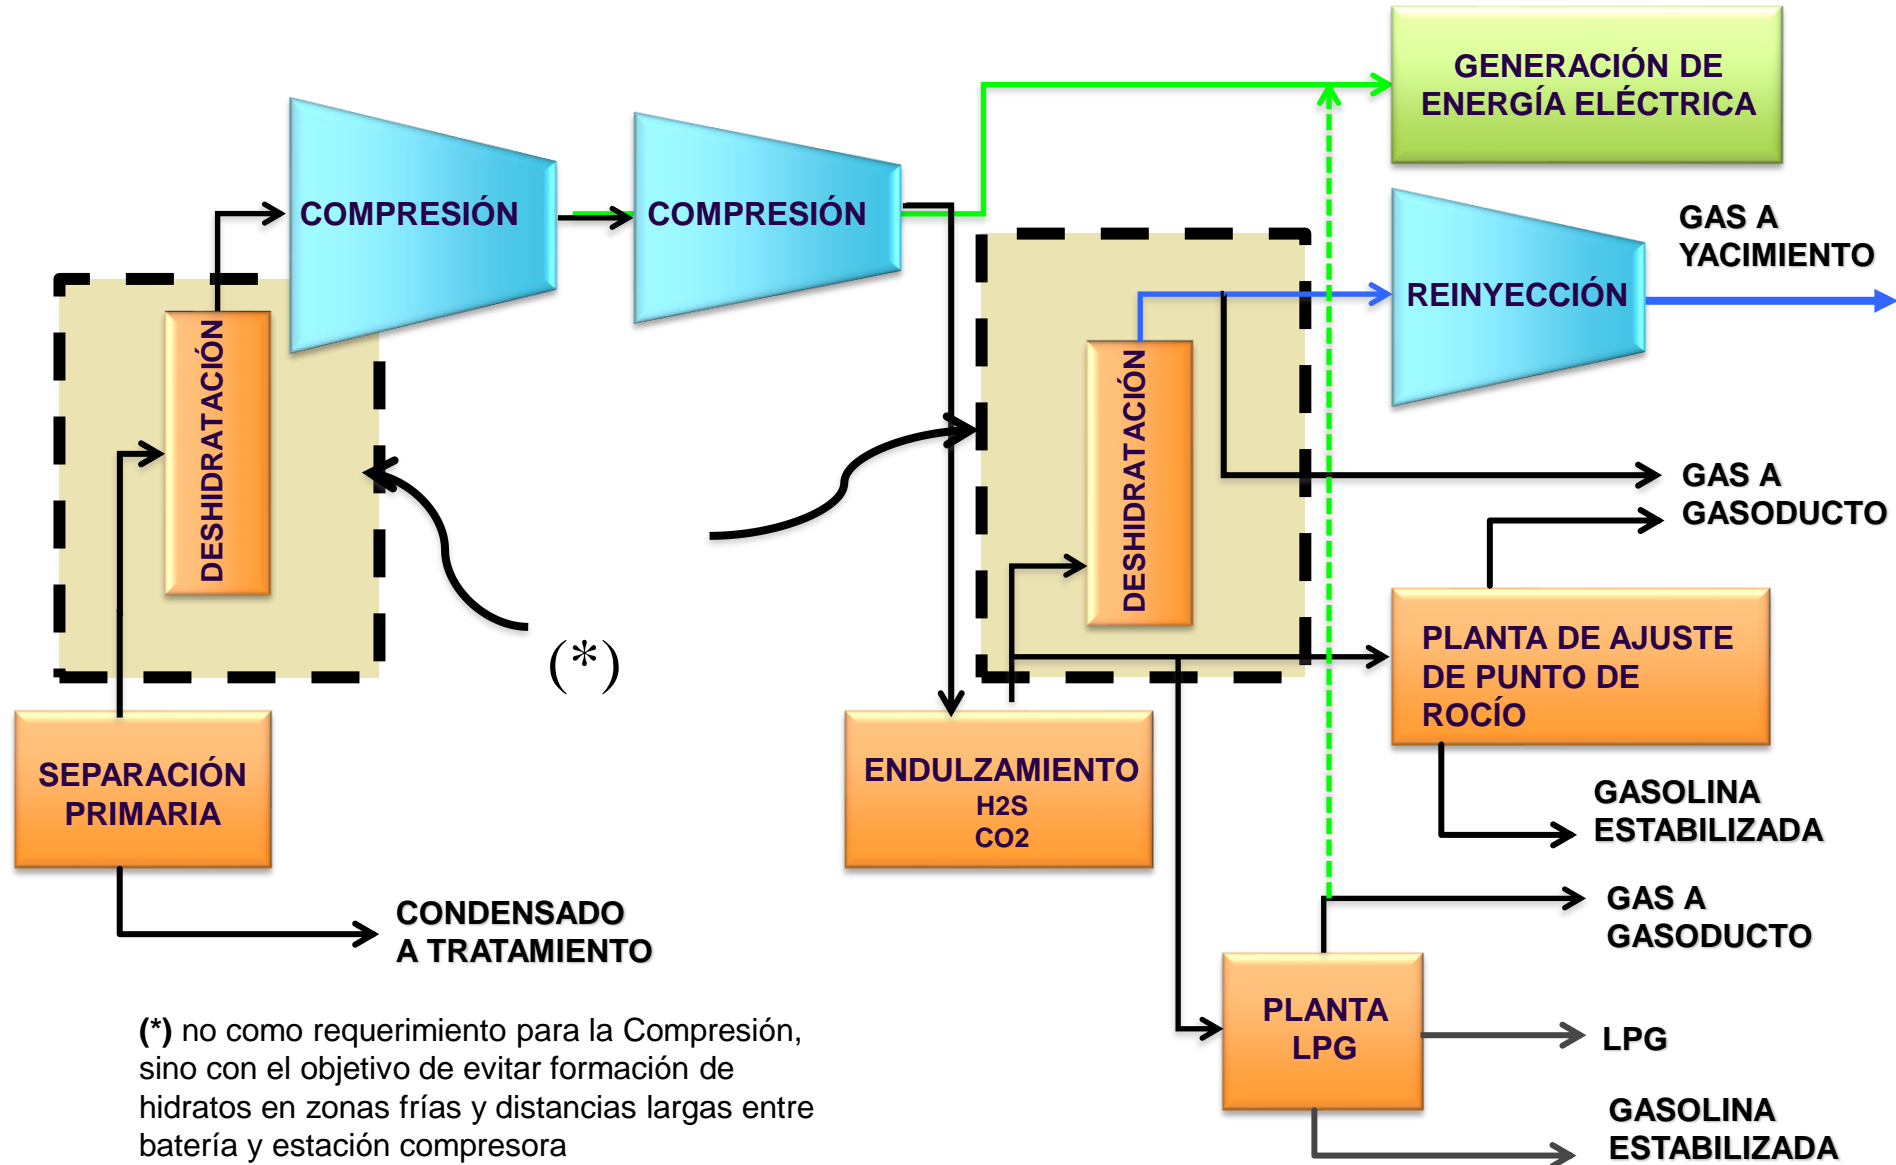 GENERACIÓN DE
ENERGÍA ELÉCTRICA
COMPRESIÓN
COMPRESIÓN
GAS A
YACIMIENTO
REINYECCIÓN
DESHIDRATACIÓN
DESHIDRATACIÓN
GAS A
GASODUCTO
(*)
PLANTA DE AJUSTE
DE PUNTO DE
ROCÍO
SEPARACIÓN
PRIMARIA
ENDULZAMIENTO
H2S
CO2
GASOLINA
ESTABILIZADA
CONDENSADO
A TRATAMIENTO
GAS A
GASODUCTO
PLANTA
LPG
LPG
GASOLINA
ESTABILIZADA
(*) no como requerimiento para la Compresión,
sino con el objetivo de evitar formación de
hidratos en zonas frías y distancias largas entre
batería y estación compresora